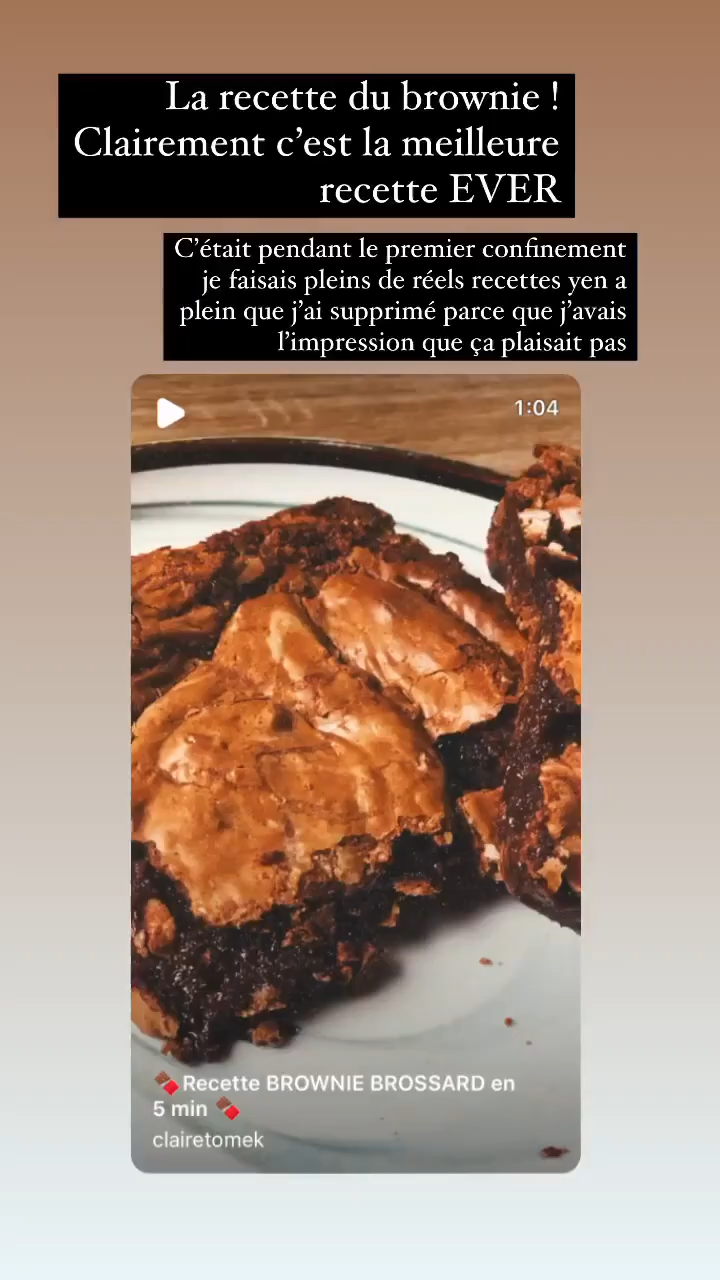 La recette du brownie !
Clairement c’est la meilleure
recette EVER
C’était pendant le premier confinement
je faisais pleins de réels recettes yen a
plein que j’ai supprimé parce que j’avais
l’impression que ça plaisait pas
1:04
🍫Recette BROWNIE BROSSARD en
5 min 🍫
clairetomek